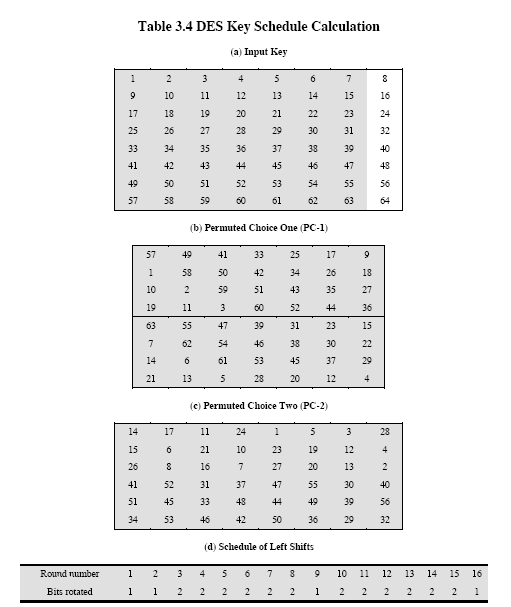 Table 3.4 DES Key Schedule Calculation
(a) Input Key
1 2 3 4 5 6 7 8
9 10 11 12 13 14 15 16
17 18 19 20 21 22 23 24
25 26 27 28 29 30 31 32
33 34 35 36 37 38 39 40
41 42 43 44 45 46 47 48
49 50 51 52 53 54 55 56
57 58 59 60 61 62 63 64
(b) Permuted Choice One (PC-1)
57 49 41 33 25 17 9
1 58 50 42 34 26 18
10 2 59 51 43 35 27
19 11 3 60 52 44 36
63 55 47 39 31 23 15
7 62 54 46 38 30 22
14 6 61 53 45 37 29
21 13 5 28 20 12 4
(c) Permuted Choice Two (PC-2)
14 17 11 24 1 5 3 28
15 6 21 10 23 19 12 4
26 8 16 7 27 20 13 2
41 52 31 37 47 55 30 40
51 45 33 48 44 49 39 56
34 53 46 42 50 36 29 32
(d) Schedule of Left Shifts
Round number 1 2 3 4 5 6 7 8 9 10 11 12 13 14 15 16
Bits rotated 1 1 2 2 2 2 2 2 1 2 2 2 2 2 2 1